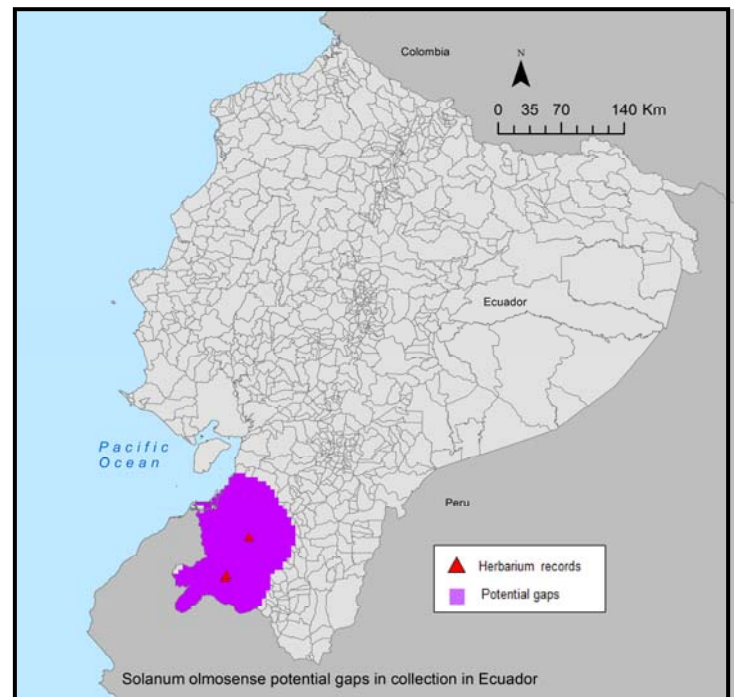 Colombia
N
0 35 70 140 Km
Ecuador
Pacific
Ocean
Peru
Herbarium records
Potential gaps
Solanum olmosense potential gaps in collection in Ecuador